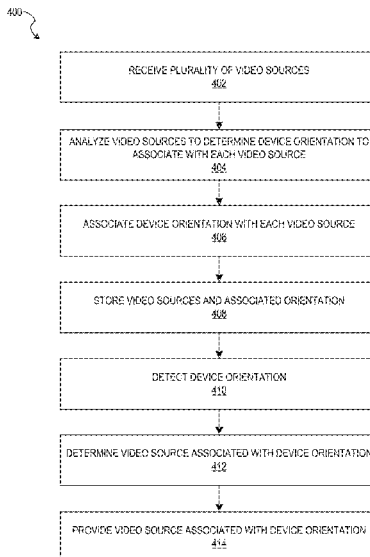 400
RECEIVE PLURALITY OF VIDEO SOURCES
402
ANALYZE VIDEO SOURCES TO DETERMINE DEVICE ORIENTATION TO
ASSOCIATE WITH EACH VIDEO SOURCE
404
ASSOCIATE DEVICE ORIENTATION WITH EACH VIDEO SOURCE
406
STORE VIDEO SOURCES AND ASSOCIATED ORIENTATION
408
DETECT DEVICE ORIENTATION
410
DETERMINE VIDEO SOURCE ASSOCIATED WITH DEVICE ORIENTATION
412
PROVIDE VIDEO SOURCE ASSOCIATED WITH DEVICE ORIENTATION
414